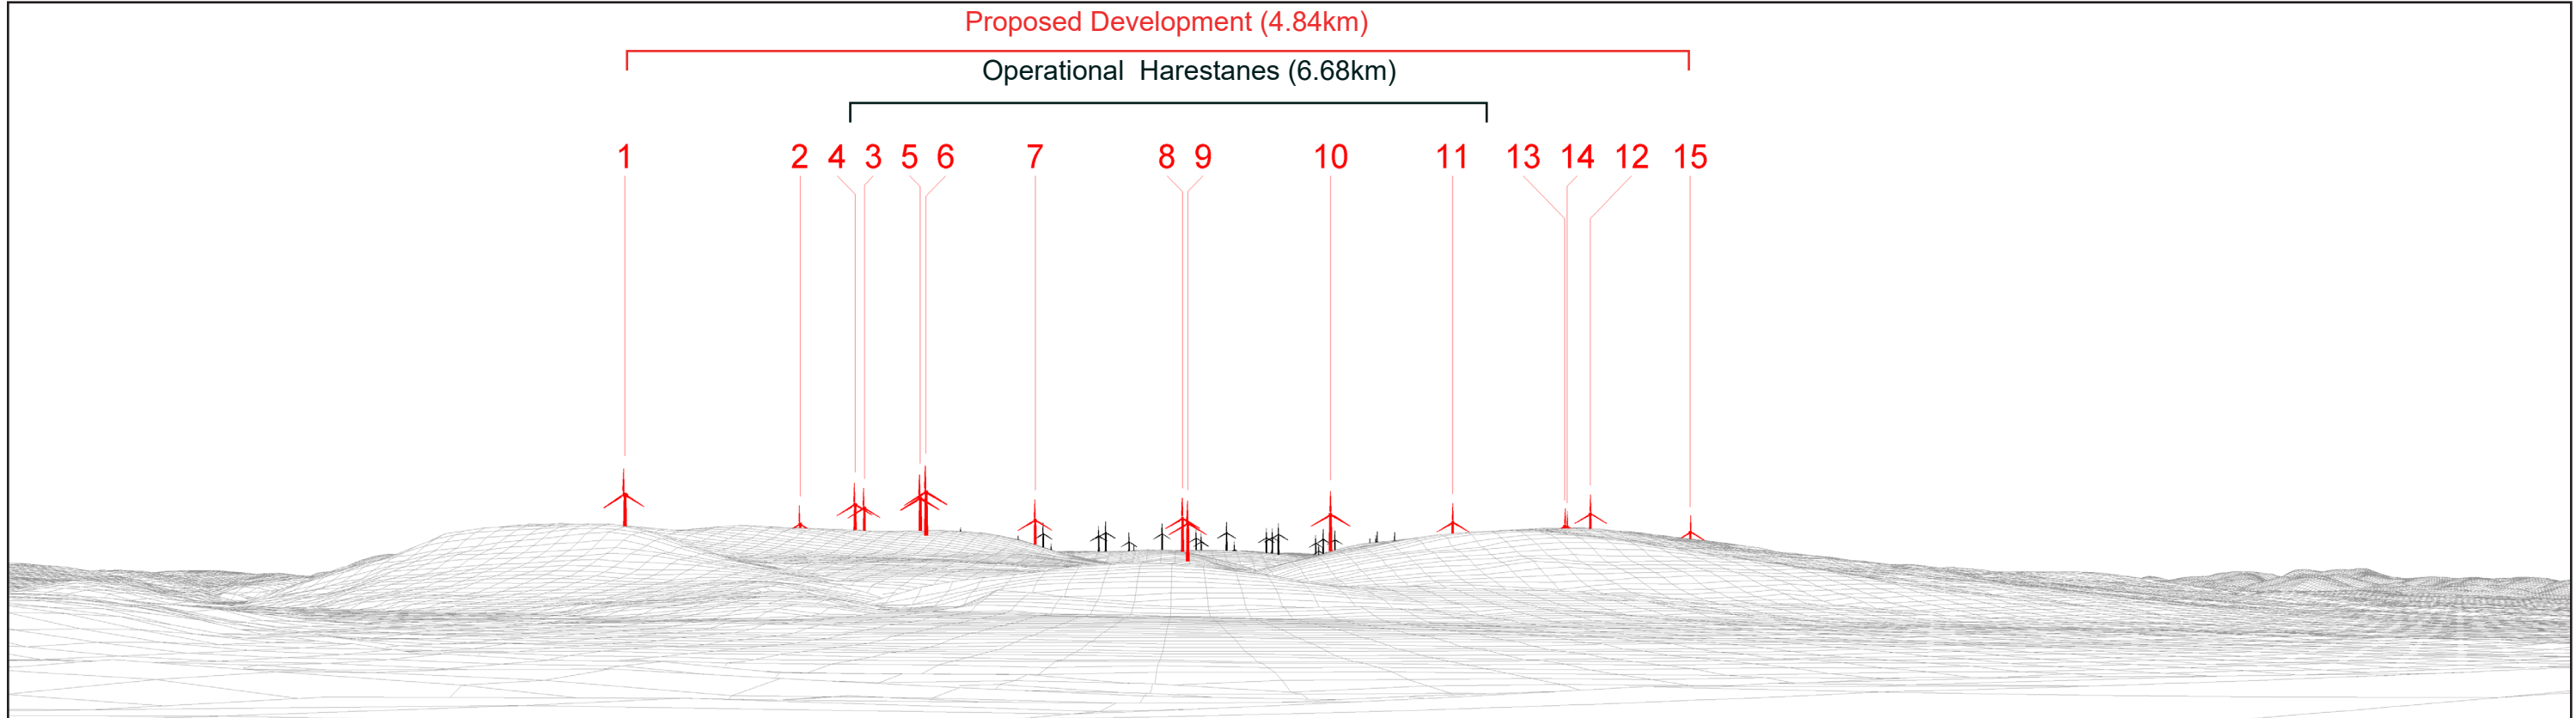 Proposed Development (4.84km)
Operational Harestanes (6.68km)
1 2 4 3 5 6 7 8 9 10 11 13 14 12 15